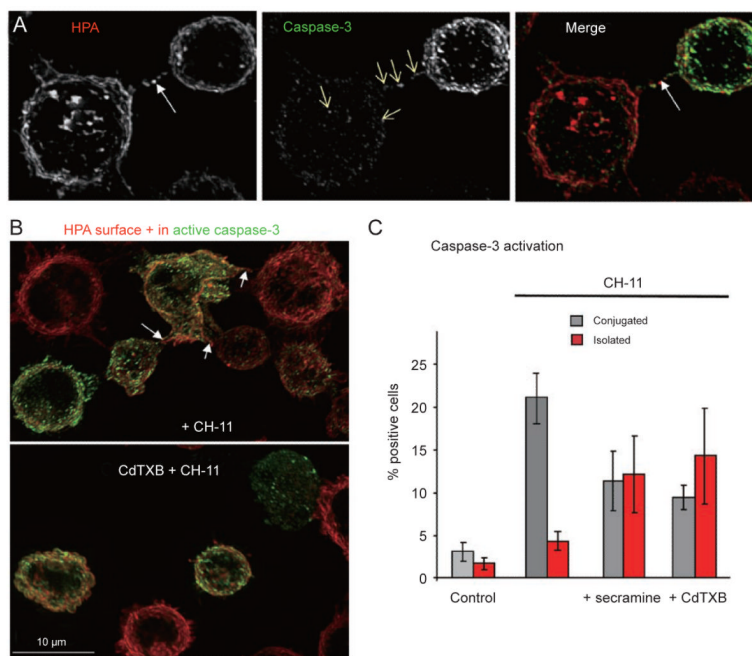 A
HPA
Caspase-3
Merge
B
HPA surface + in active caspase-3
+ CH-11
CdTXB + CH-11
10 µm
C
Caspase-3 activation
CH-11
Conjugated
Isolated
% positive cells
25
20
15
10
5
0
Control
+ secramine
+ CdTXB